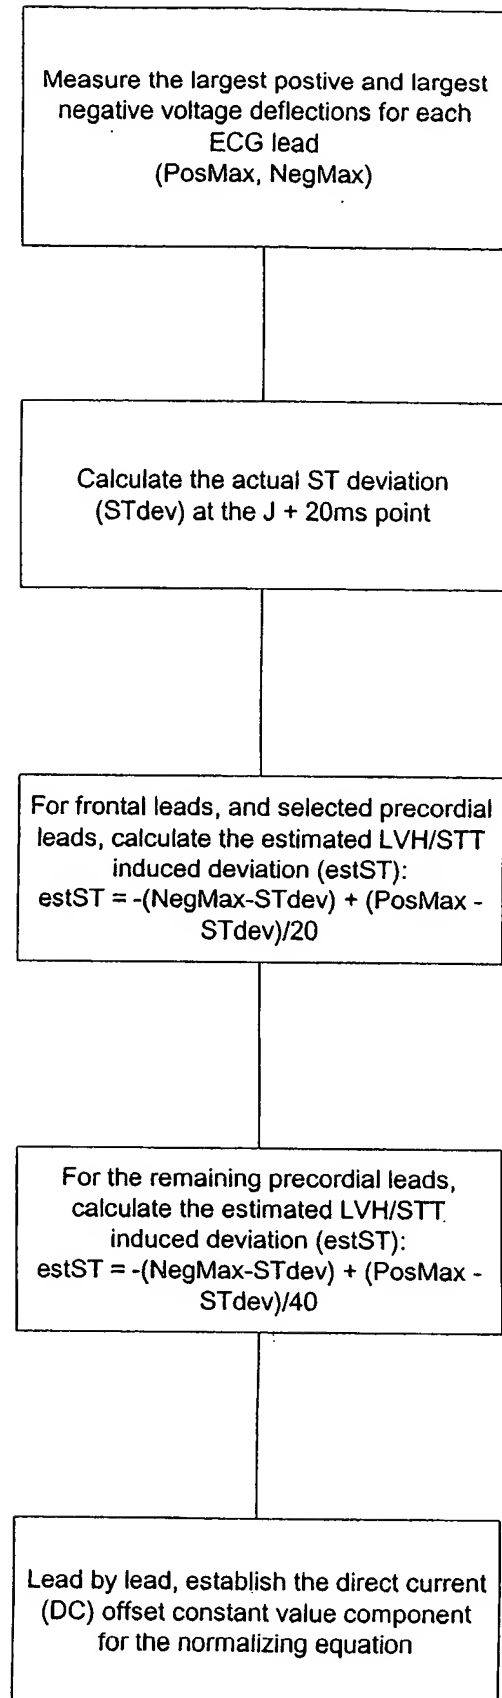 Measure the largest postive and largest
negative voltage deflections for each
ECG lead
(PosMax, NegMax)
Calculate the actual ST deviation
(STdev) at the J + 20ms point
For frontal leads, and selected precordial
leads, calculate the estimated LVH/STT
induced deviation (estST):
estST = -(NegMax-STdev) + (PosMax -
STdev)/20
For the remaining precordial leads,
calculate the estimated LVH/STT
induced deviation (estST):
estST = -(NegMax-STdev) + (PosMax -
STdev)/40
Lead by lead, establish the direct current
(DC) offset constant value component
for the normalizing equation